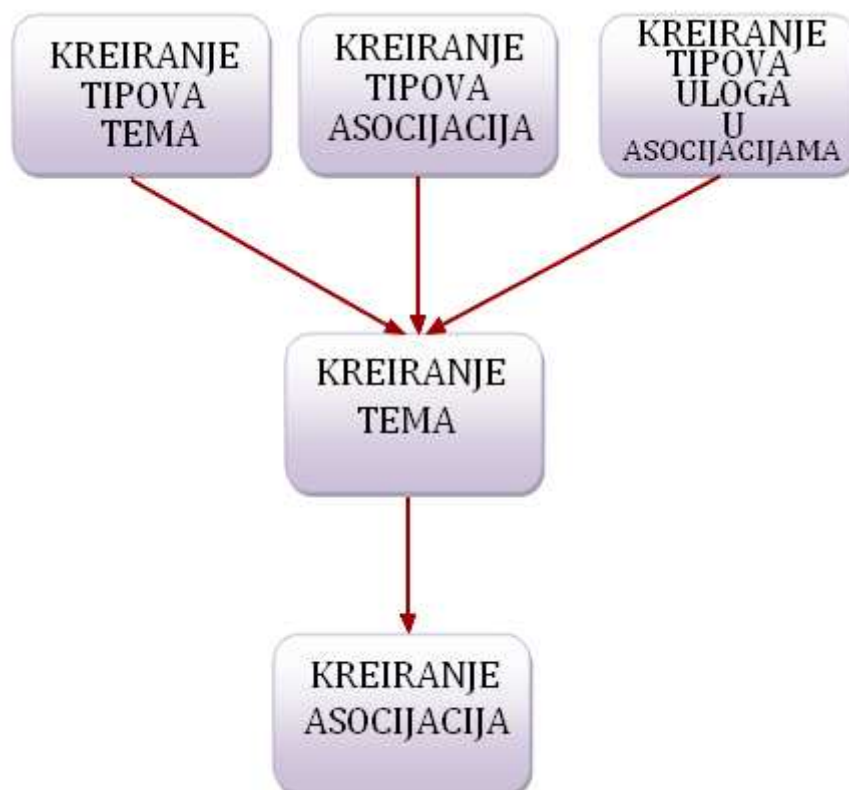 KREIRANJE
TIPOVA
TEMA
KREIRANJE
TIPOVA
ASOCIJACIJA
KREIRANJE
TIPOVA
ULOGA
U
ASOCIJACIJAMA
KREIRANJE
TEMA
KREIRANJE
ASOCIJACIJA